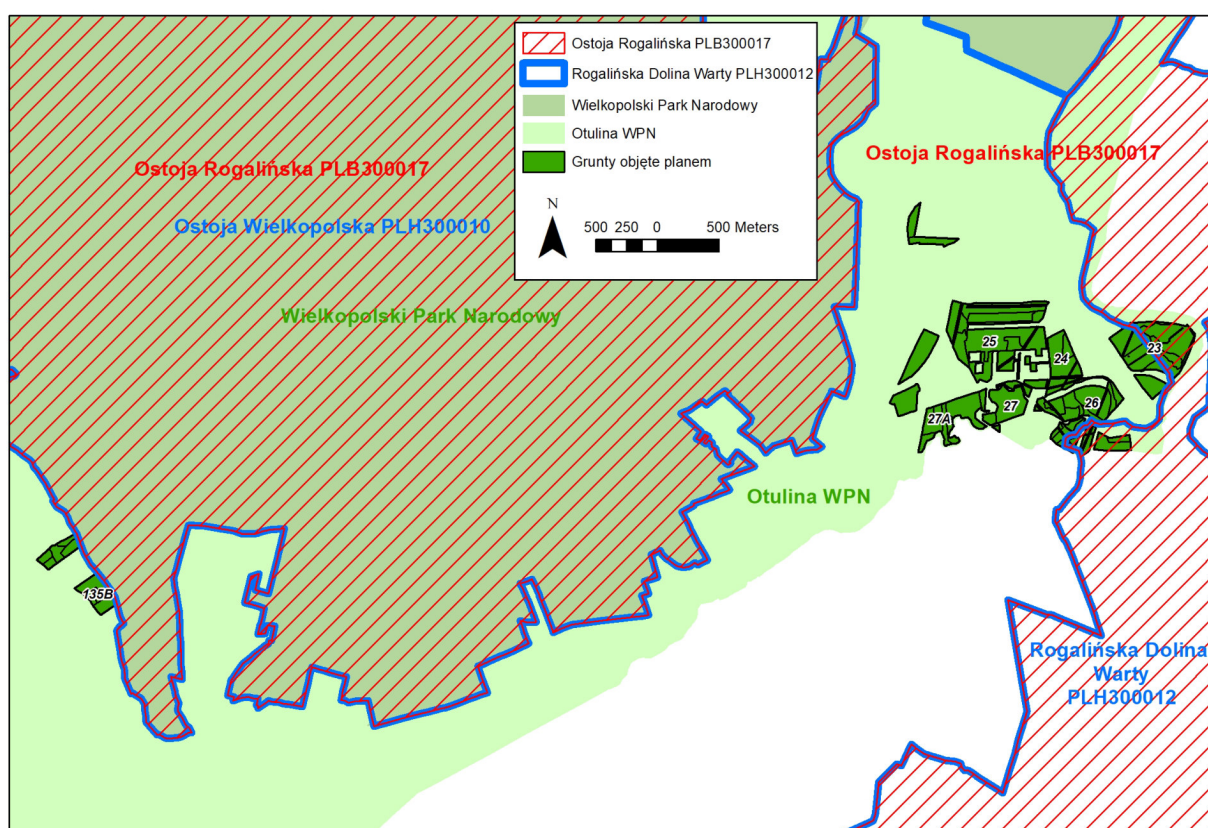 Ostoja Rogalińska PLB300017
Rogalińska Dolina Warty PLH300012
Wielkopolski Park Narodowy
Otulina WPN
Grunty objęte planem
N
500 250 0 500 Meters
Ostoja Rogalińska PLB300017
Ostoja Rogalińska PLB300017
Ostoja Wielkopolska PLH300010
Wielkopolski Park Narodowy
25
24
23
26
27
27A
Otulina WPN
135B
Rogalińska Dolina
Warty
PLH300012